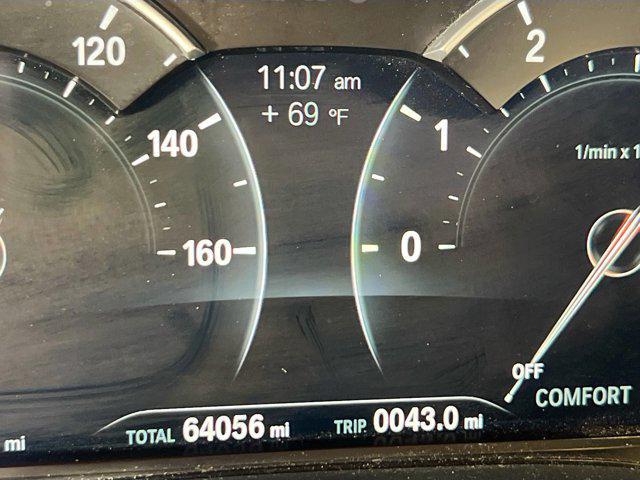 120
2
11:07 am
+ 69 °F
140
1
1/min x 1
160
0
OFF
COMFORT
mi
TOTAL 64056 mi
TRIP 0043.0 mi